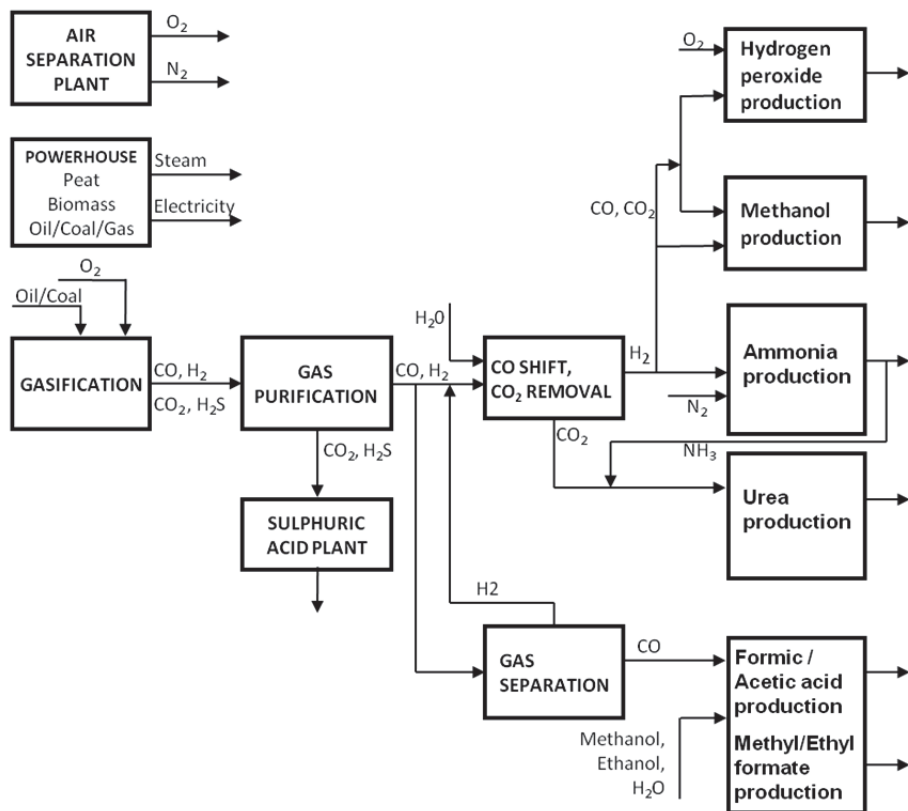 AIR
SEPARATION
PLANT
O₂
N₂
POWERHOUSE
Peat
Biomass
Oil/Coal/Gas
Steam
Electricity
O₂
Oil/Coal
GASIFICATION
CO, H₂
CO₂, H₂S
GAS
PURIFICATION
CO, H₂
CO₂, H₂S
SULPHURIC
ACID PLANT
H₂0
CO SHIFT,
CO₂ REMOVAL
H₂
CO₂
CO, CO₂
O₂
Hydrogen
peroxide
production
Methanol
production
Ammonia
production
N₂
NH₃
Urea
production
H2
GAS
SEPARATION
CO
Methanol,
Ethanol,
H₂O
Formic /
Acetic acid
production
Methyl/Ethyl
formate
production